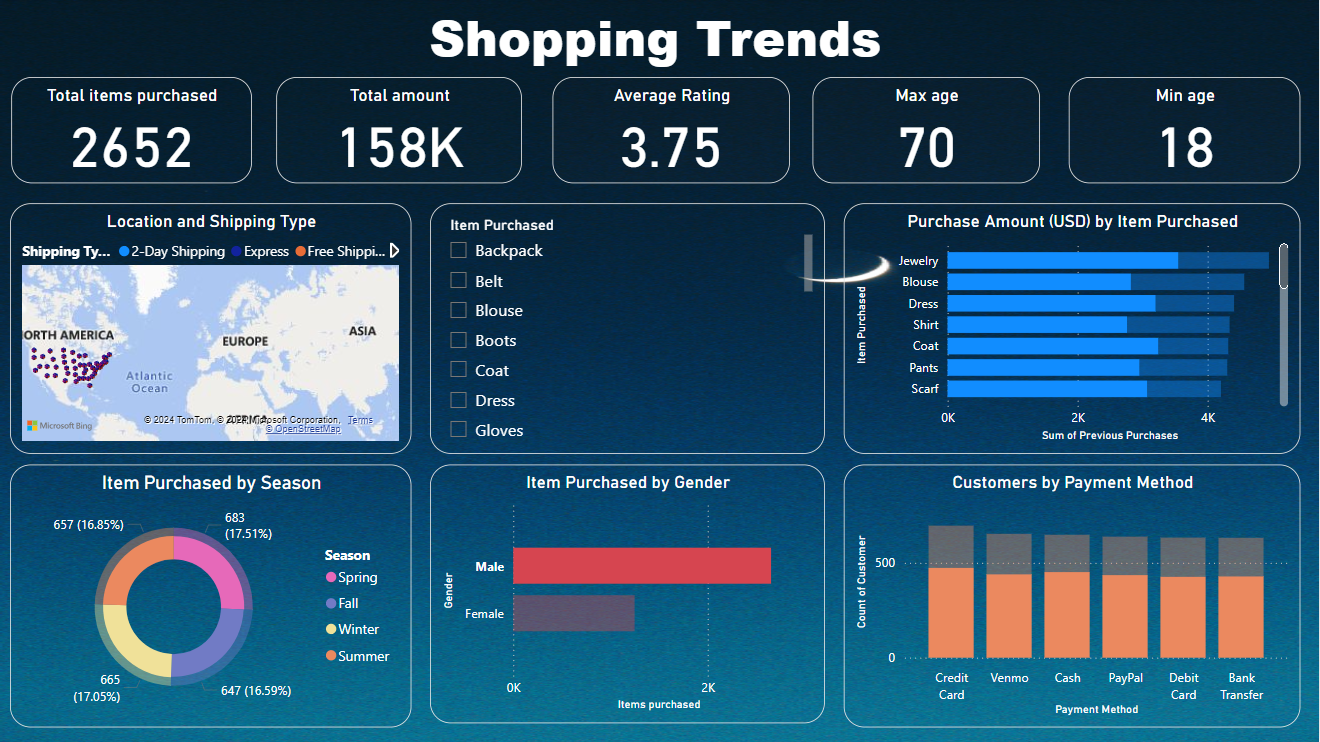 Shopping Trends
Total items purchased
2652
Total amount
158K
Average Rating
3.75
Max age
70
Min age
18
Location and Shipping Type
Shipping Ty... 2-Day Shipping Express Free Shippi...
NORTH AMERICA
EUROPE
ASIA
Atlantic
Ocean
AFRICA
Microsoft Bing
© 2024 TomTom, © 2024 Microsoft Corporation, Terms
© OpenStreetMap
Item Purchased
Backpack
Belt
Blouse
Boots
Coat
Dress
Gloves
Purchase Amount (USD) by Item Purchased
Item Purchased
Jewelry
Blouse
Dress
Shirt
Coat
Pants
Scarf
0K 2K 4K
Sum of Previous Purchases
Item Purchased by Season
657 (16.85%)
683
(17.51%)
665
(17.05%)
647 (16.59%)
Season
Spring
Fall
Winter
Summer
Item Purchased by Gender
Gender
Male
Female
0K 2K
Items purchased
Customers by Payment Method
Count of Customer
500
0
Credit
Card
Venmo
Cash
PayPal
Debit
Card
Bank
Transfer
Payment Method